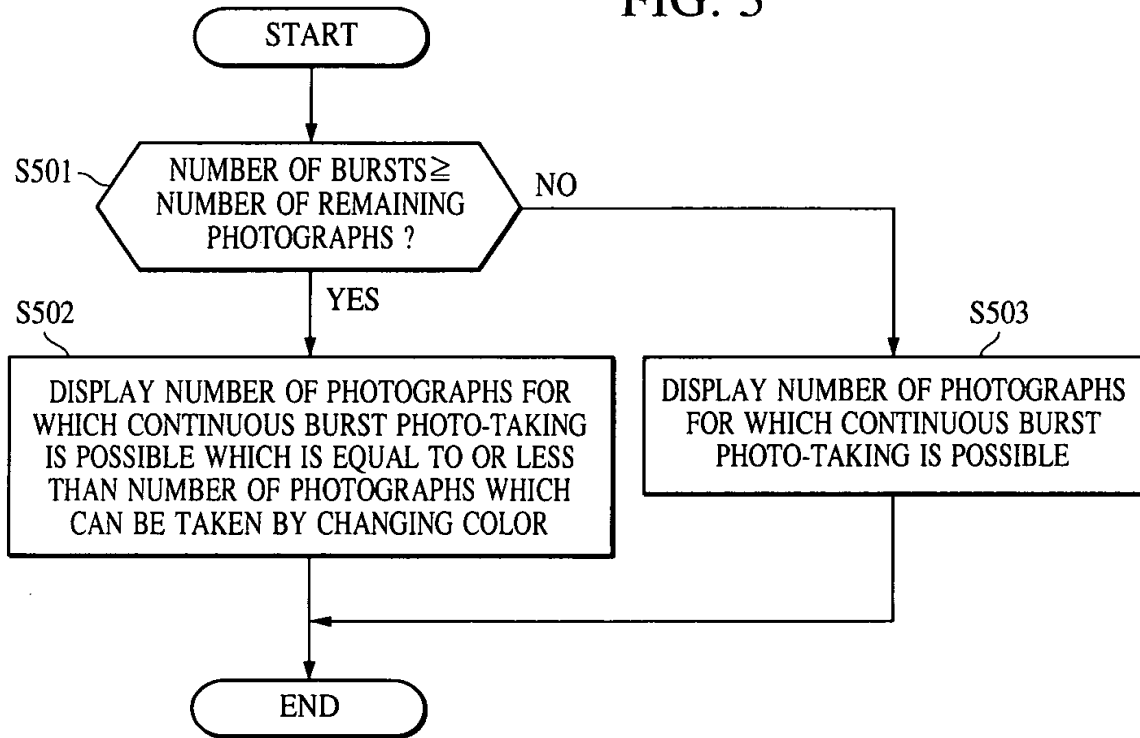 FIG. 5
START
S501
NUMBER OF BURSTS≧
NUMBER OF REMAINING
PHOTOGRAPHS ?
NO
YES
S502
DISPLAY NUMBER OF PHOTOGRAPHS FOR
WHICH CONTINUOUS BURST PHOTO-TAKING
IS POSSIBLE WHICH IS EQUAL TO OR LESS
THAN NUMBER OF PHOTOGRAPHS WHICH
CAN BE TAKEN BY CHANGING COLOR
S503
DISPLAY NUMBER OF PHOTOGRAPHS
FOR WHICH CONTINUOUS BURST
PHOTO-TAKING IS POSSIBLE
END